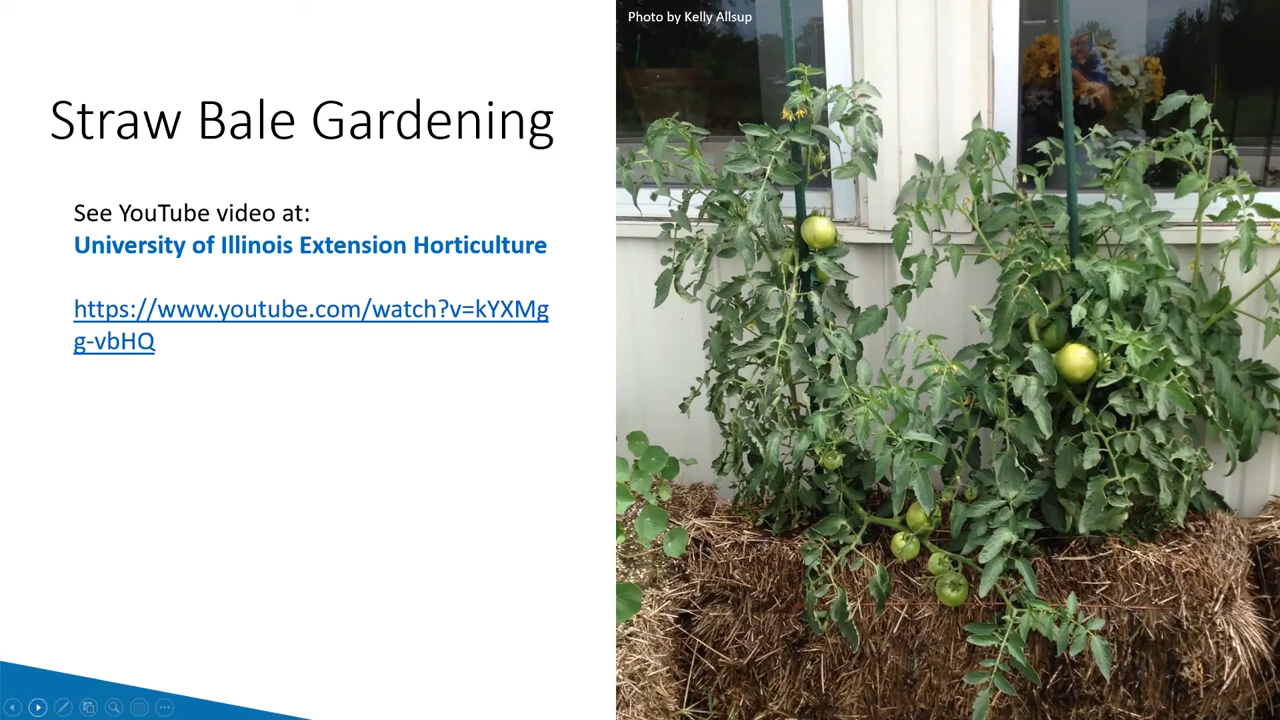 Photo by Kelly Allsup
Straw Bale Gardening
See YouTube video at:
University of Illinois Extension Horticulture
https://www.youtube.com/watch?v=kYXMg
g-vbHQ